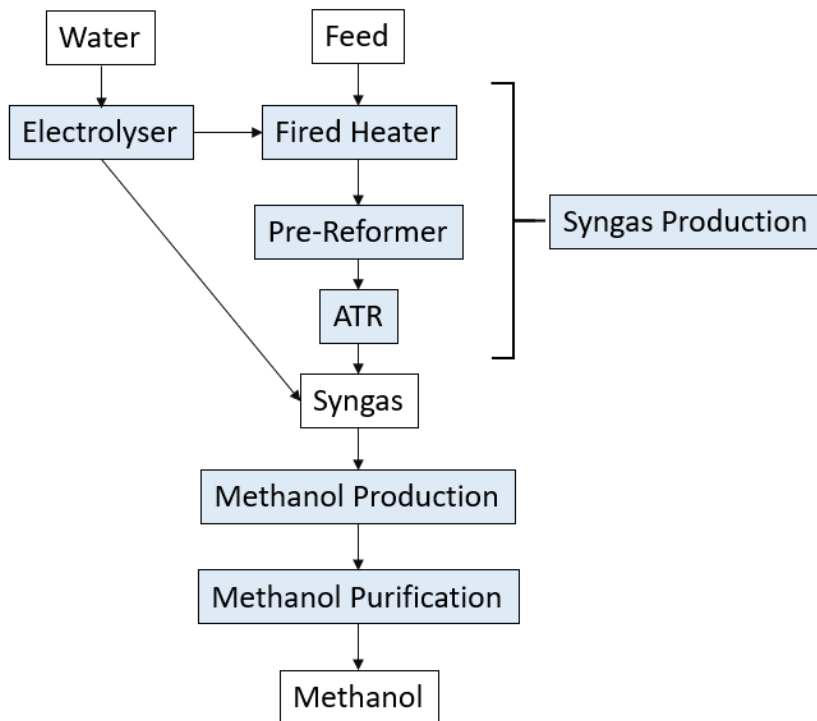 Water
Feed
Electrolyser
Fired Heater
Pre-Reformer
Syngas Production
ATR
Syngas
Methanol Production
Methanol Purification
Methanol